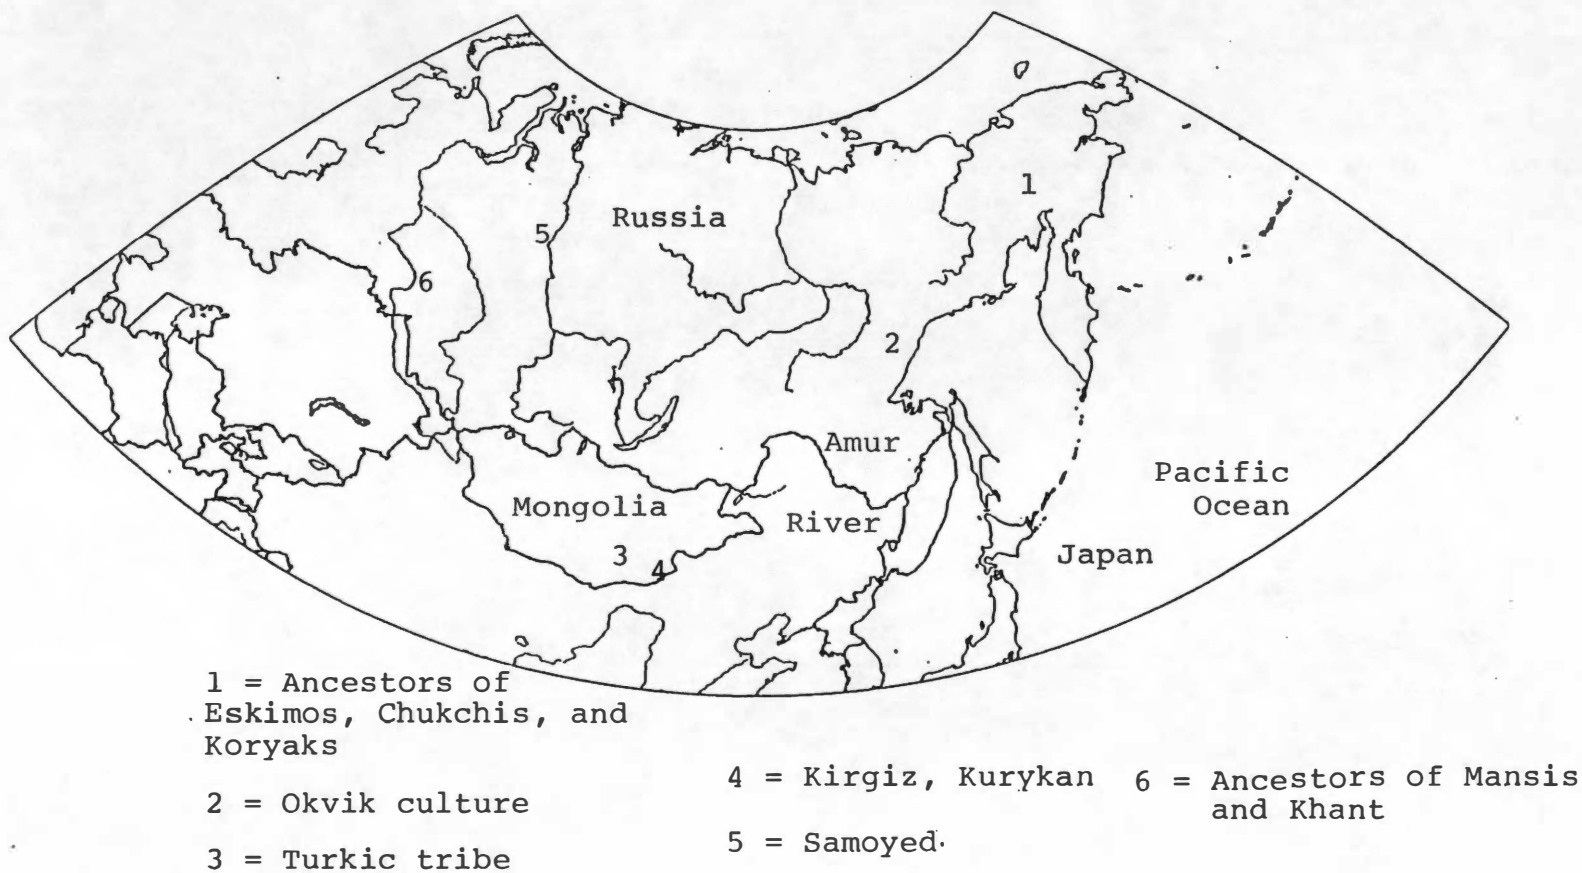 1
5
Russia
6
2
Amur
Pacific
Ocean
Mongolia
River
3
4
Japan
1 = Ancestors of
Eskimos, Chukchis, and
Koryaks
2 = Okvik culture
3 = Turkic tribe
4 = Kirgiz, Kurykan
5 = Samoyed
6 = Ancestors of Mansis
and Khant